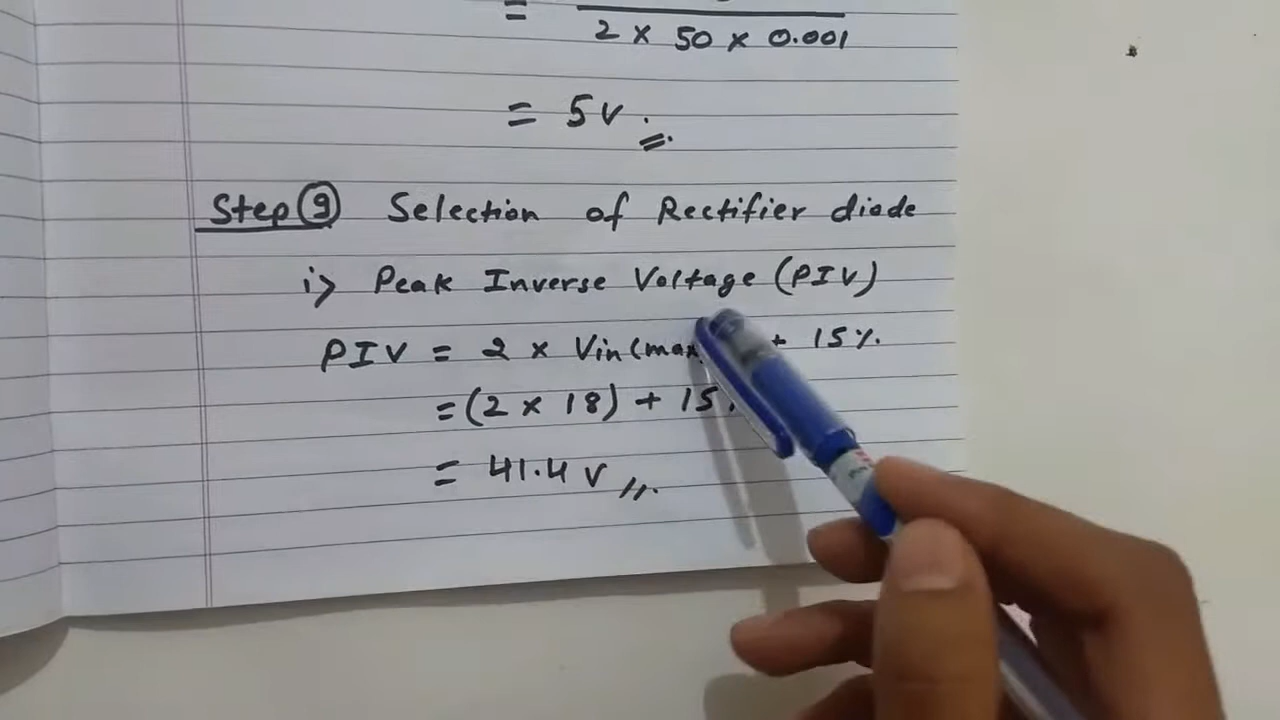 =
2 x 50 x 0.001
= 5V
Step 9 Selection of Rectifier diode
i> Peak Inverse Voltage (PIV)
PIV = 2 x Vin(max + 15%
= (2 x 18) + 15
= 41.4 V